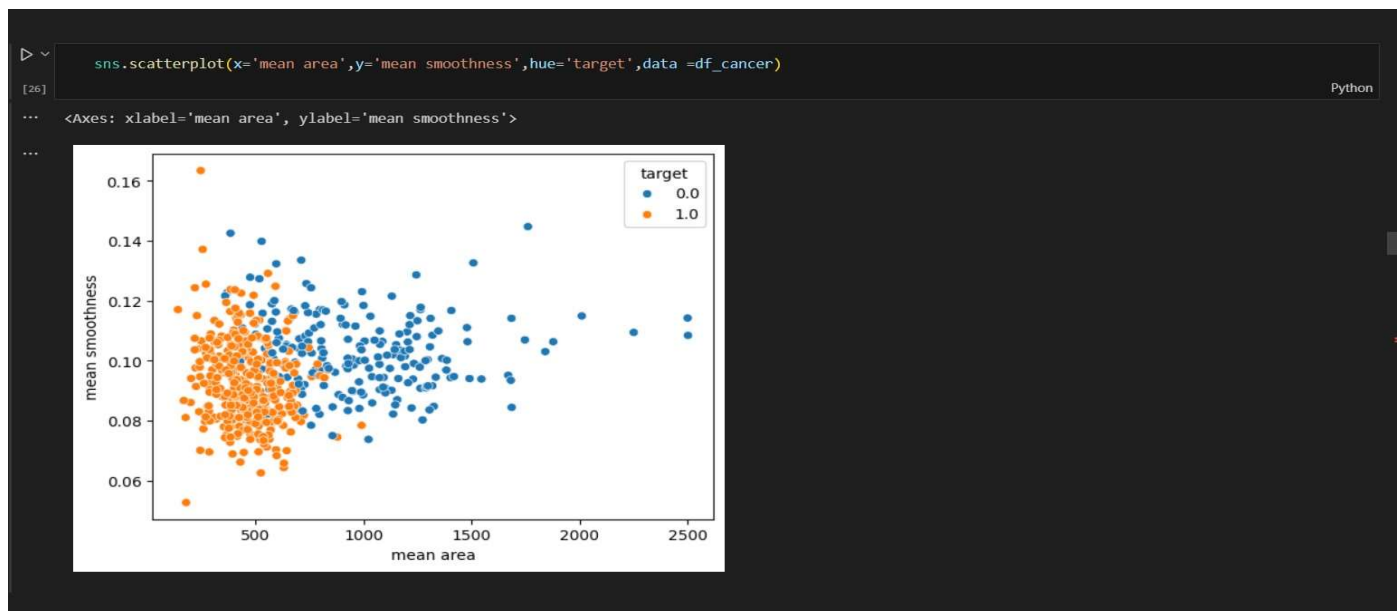 sns.scatterplot(x='mean area',y='mean smoothness',hue='target',data =df_cancer)
[26]
Python
... <Axes: xlabel='mean area', ylabel='mean smoothness'>
...
target
0.0
1.0
0.16
0.14
0.12
0.10
0.08
0.06
mean smoothness
500 1000 1500 2000 2500
mean area